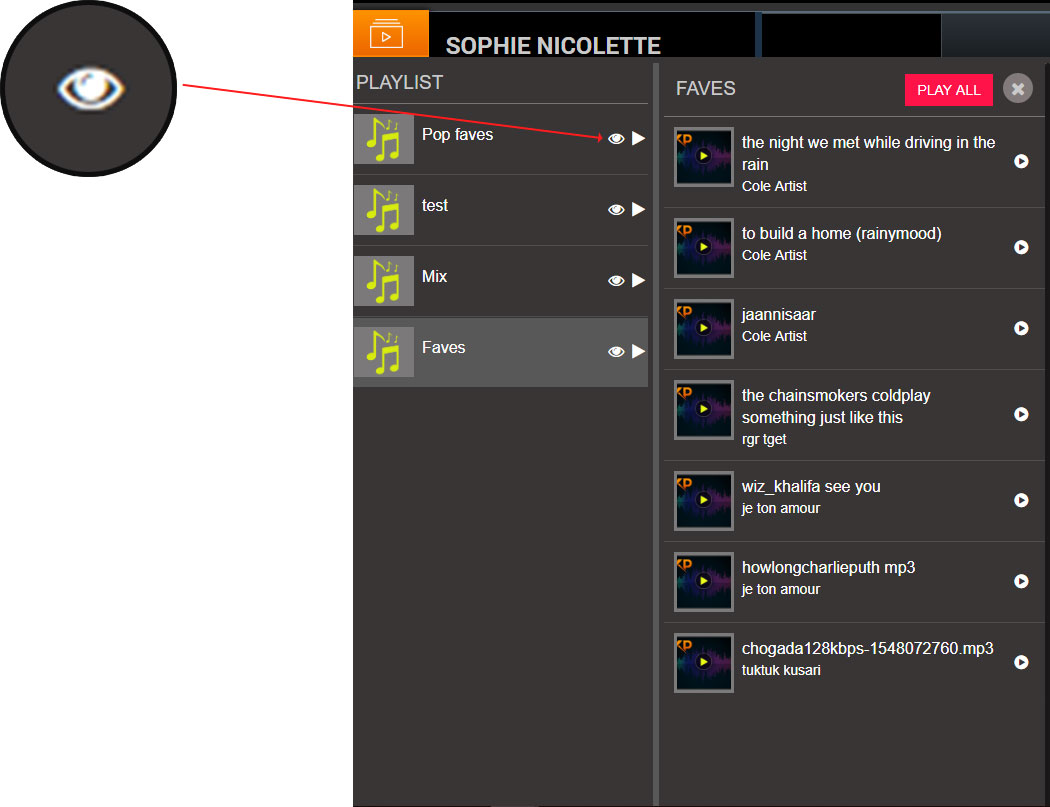 SOPHIE NICOLETTE
PLAYLIST
Pop faves
test
Mix
Faves
FAVES
PLAY ALL
the night we met while driving in the
rain
Cole Artist
to build a home (rainymood)
Cole Artist
jaannisaar
Cole Artist
the chainsmokers coldplay
something just like this
rgr tget
wiz_khalifa see you
je ton amour
howlongcharlieputh mp3
je ton amour
chogada128kbps-1548072760.mp3
tuktuk kusari